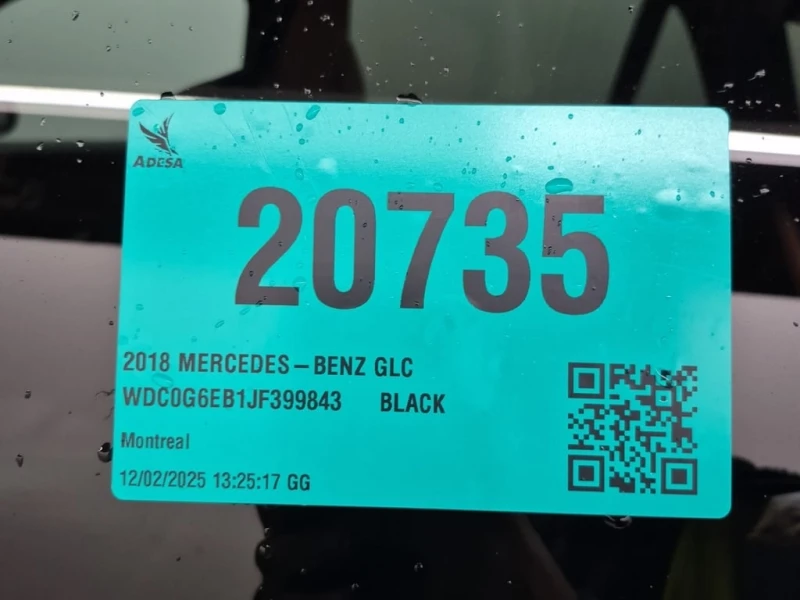 ADESA
20735
2018 MERCEDES-BENZ GLC
WDC0G6EB1JF399843 BLACK
Montreal
12/02/2025 13:25:17 GG